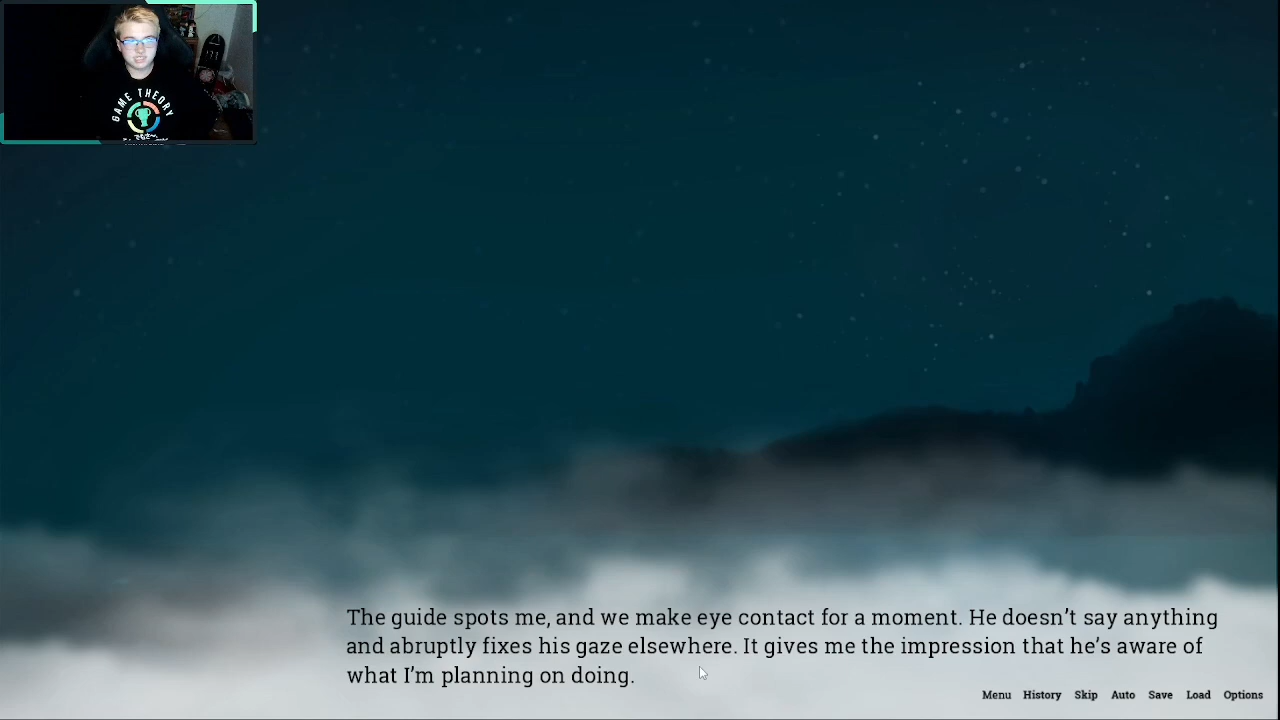 GAME THEORY
The guide spots me, and we make eye contact for a moment. He doesn't say anything
and abruptly fixes his gaze elsewhere. It gives me the impression that he's aware of
what I'm planning on doing.
Menu History Skip Auto Save Load Options